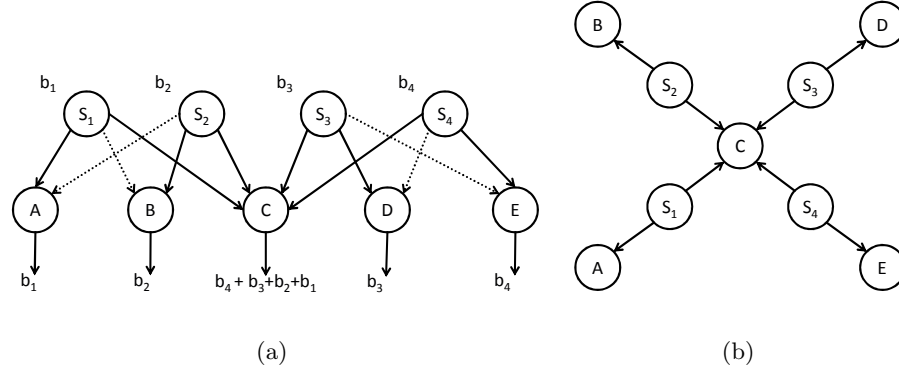 b₁ b₂ b₃ b₄
S₁ S₂ S₃ S₄
A B C D E
b₁ b₂ b₄ + b₃+b₂+b₁ b₃ b₄
(a)
B D
S₂ S₃
C
S₁ S₄
A E
(b)